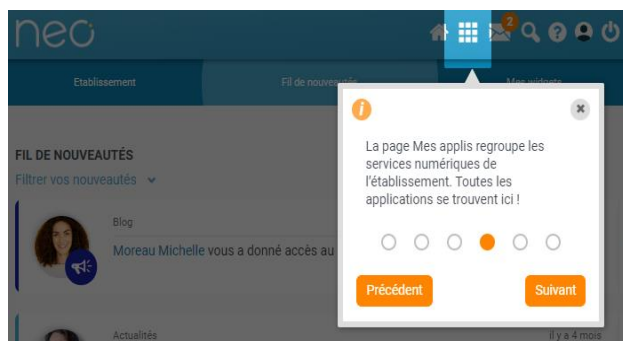 neo
2
Etablissement
Fil de nouveautés
Mes widgets
FIL DE NOUVEAUTÉS
Filtrer vos nouveautés
Blog
Moreau Michelle vous a donné accès au
Actualités
il y a 4 mois
i
La page Mes applis regroupe les
services numériques de
l'établissement. Toutes les
applications se trouvent ici !
Précédent
Suivant